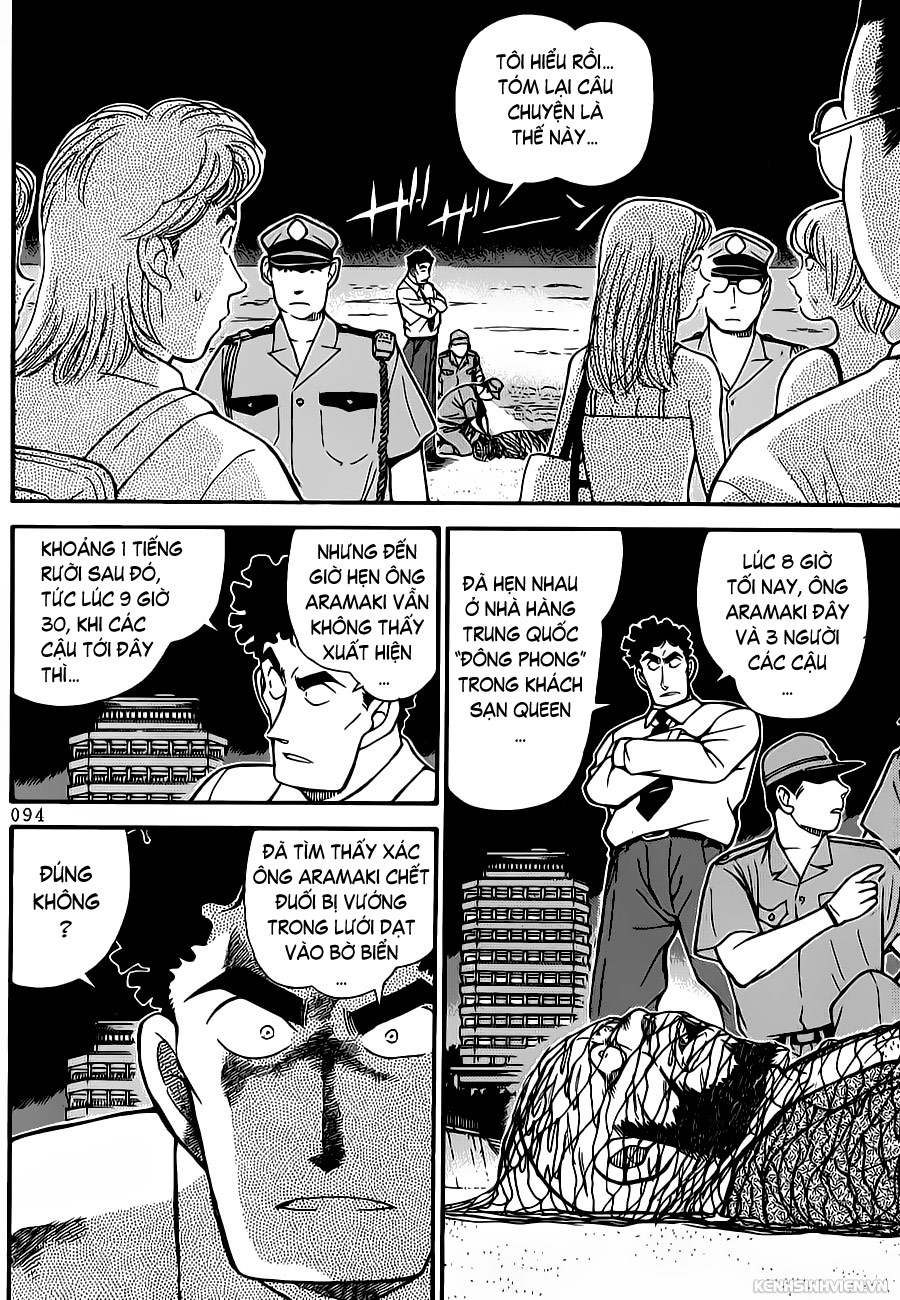 TÔI HIỂU RỒI...
TÓM LẠI CÂU
CHUYỆN LÀ
THẾ NÀY...
LÚC 8 GIỜ
TỐI NAY, ÔNG
ARAMAKI ĐÂY
VÀ 3 NGƯỜI
CÁC CẬU
...
ĐÃ HẸN NHAU
Ở NHÀ HÀNG
TRUNG QUỐC
"ĐÔNG PHONG"
TRONG KHÁCH
SẠN QUEEN
...
NHƯNG ĐẾN
GIỜ HẸN ÔNG
ARAMAKI VẪN
KHÔNG THẤY
XUẤT HIỆN
...
KHOẢNG 1 TIẾNG
RƯỠI SAU ĐÓ,
TỨC LÚC 9 GIỜ
30, KHI CÁC
CẬU TỚI ĐÂY
THÌ...
094
ĐÃ TÌM THẤY XÁC
ÔNG ARAMAKI CHẾT
ĐUỐI BỊ VƯỚNG
TRONG LƯỚI DẠT
VÀO BỜ BIỂN
...
ĐÚNG
KHÔNG
?
KENHSINHVIEN.VN